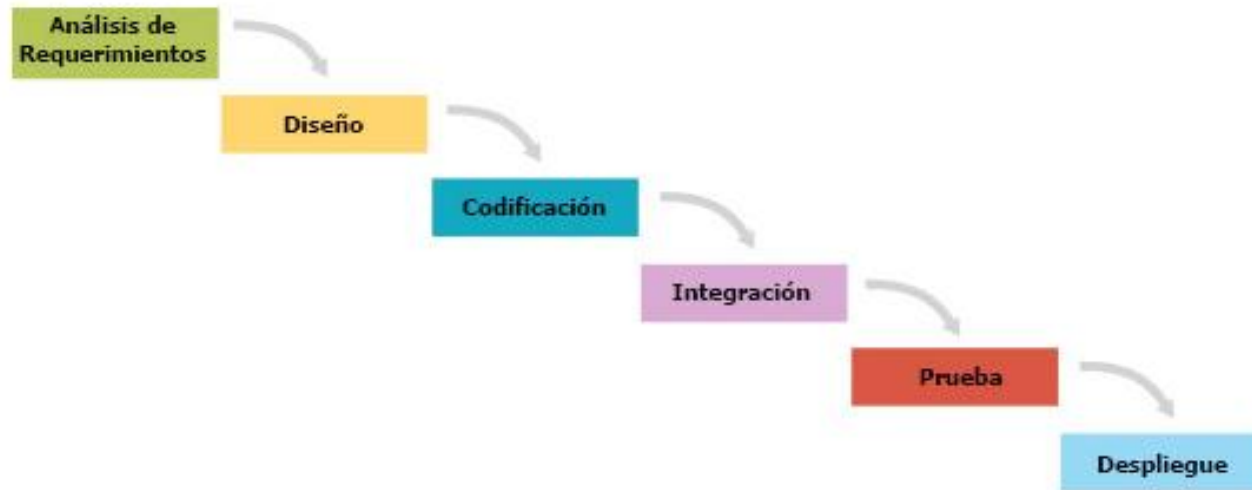 Análisis de
Requerimientos
Diseño
Codificación
Integración
Prueba
Despliegue